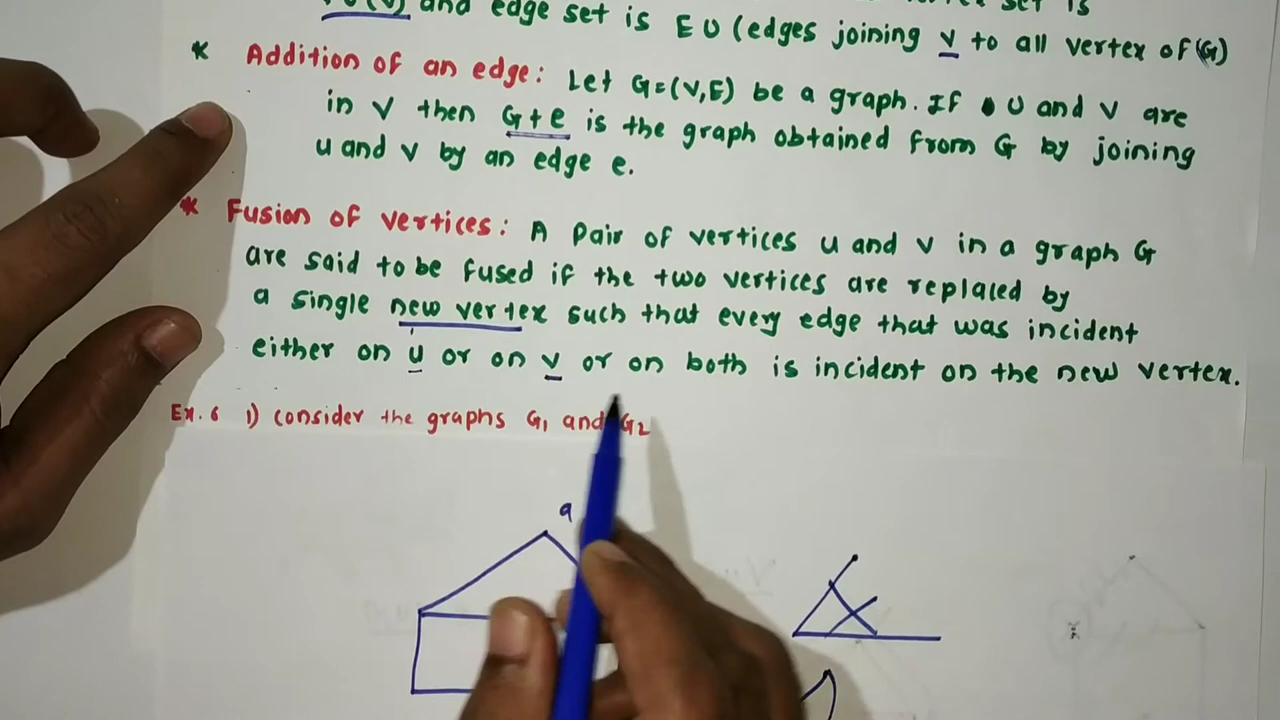 and edge set is E U (edges joining v to all vertex of (G)
* Addition of an edge: Let G=(V,E) be a graph. If U and V are
in V then G+e is the graph obtained from G by joining
u and v by an edge e.
* Fusion of vertices: A Pair of vertices u and v in a graph G
are said to be fused if the two vertices are replaced by
a single new vertex such that every edge that was incident
either on u or on v or on both is incident on the new vertex.
Ex. 6 i) consider the graphs G1 and G2
a